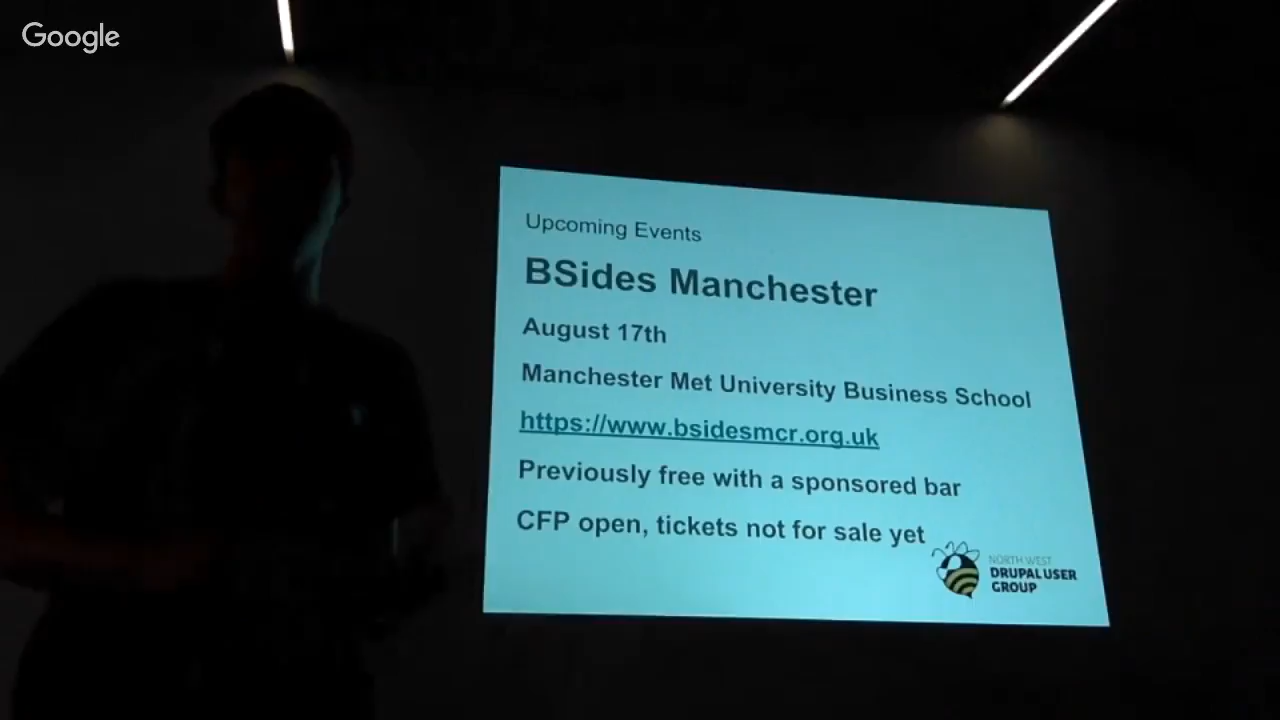 Google
Upcoming Events
BSides Manchester
August 17th
Manchester Met University Business School
https://www.bsidesmcr.org.uk
Previously free with a sponsored bar
CFP open, tickets not for sale yet
NORTH WEST
DRUPAL USER
GROUP